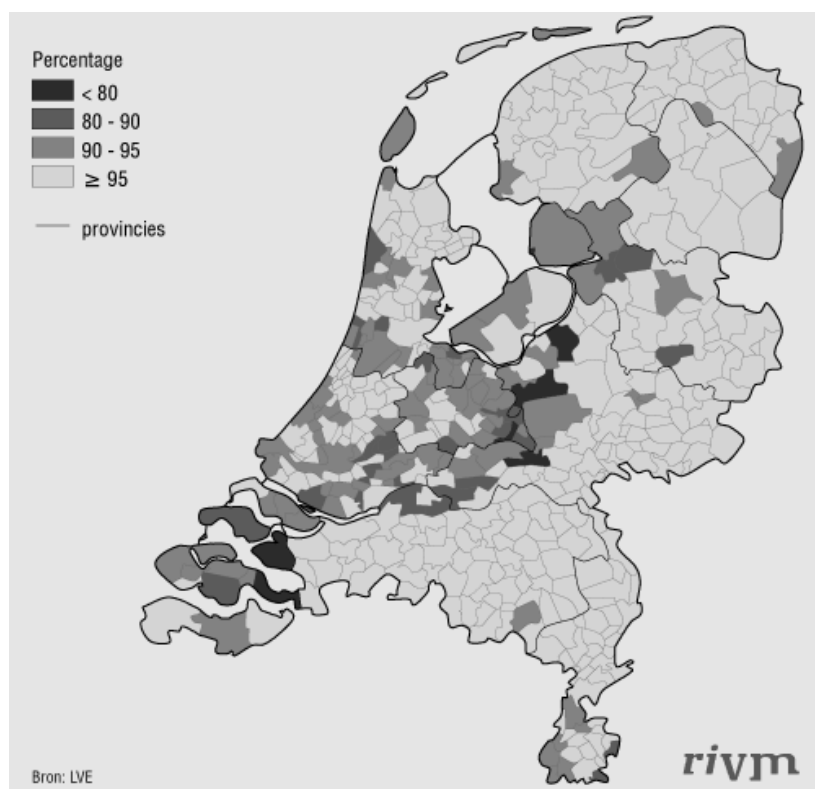 Percentage
< 80
80 - 90
90 - 95
≥ 95
provincies
Bron: LVE
rivm